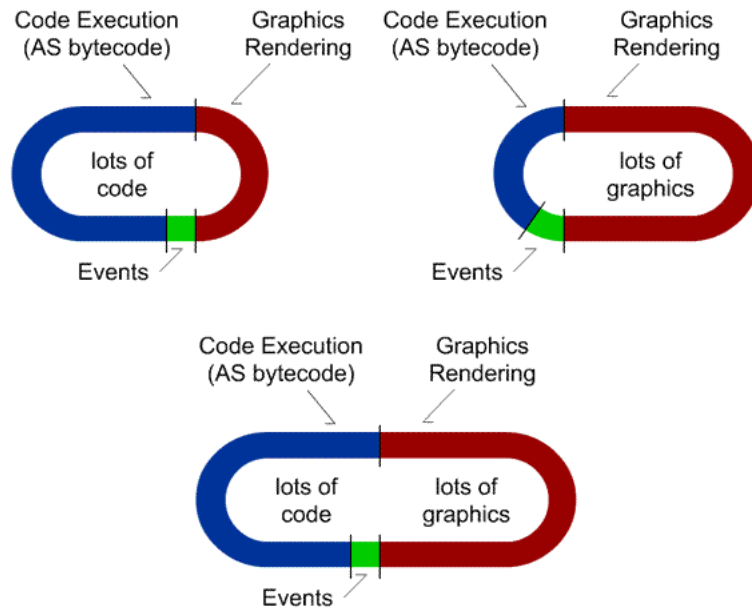 Code Execution
(AS bytecode)
Graphics
Rendering
lots of
code
Events
Code Execution
(AS bytecode)
Graphics
Rendering
lots of
graphics
Events
Code Execution
(AS bytecode)
Graphics
Rendering
lots of
code
lots of
graphics
Events